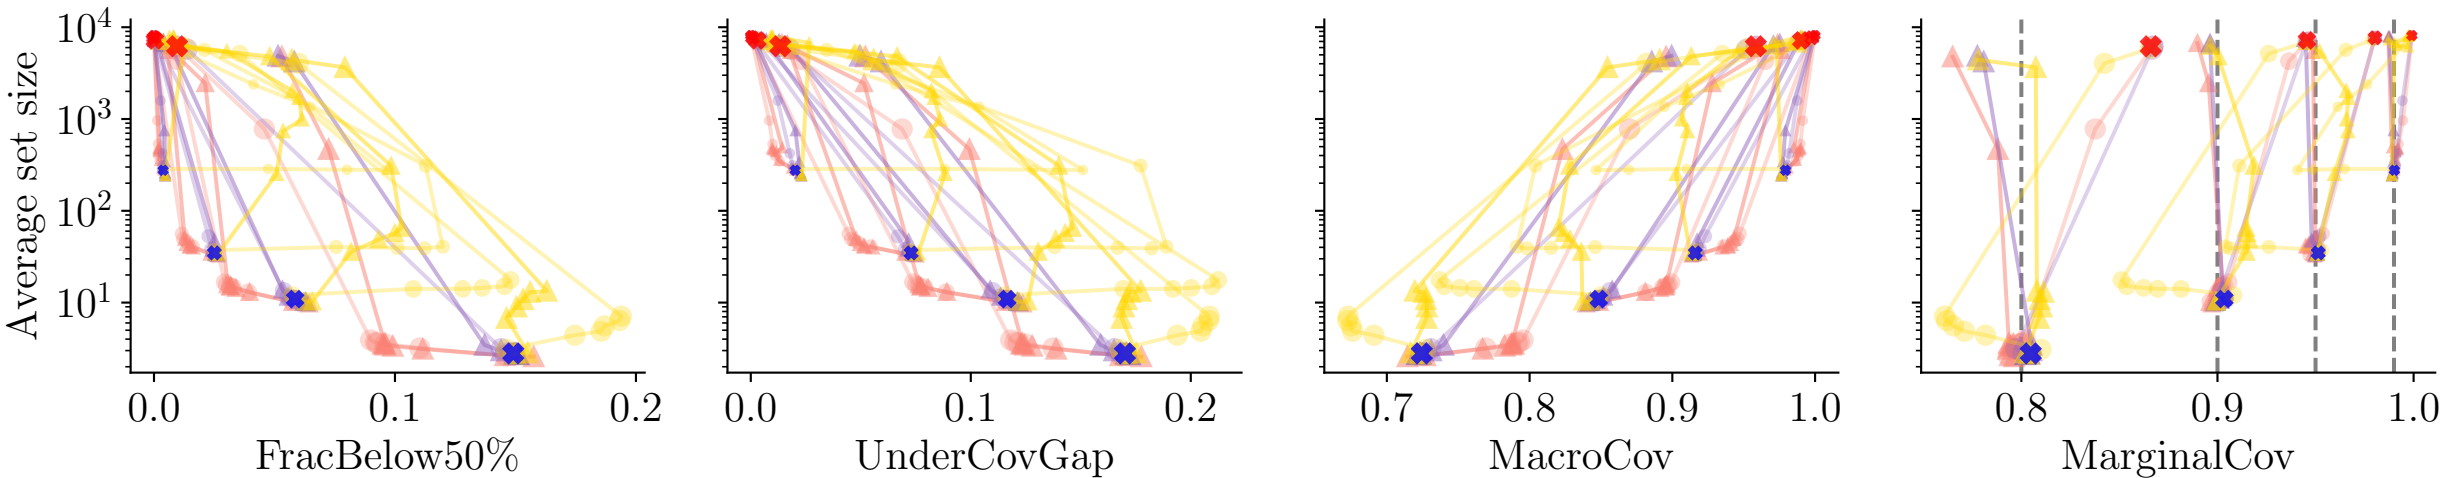 Average set size
10^4
10^3
10^2
10^1
0.0 0.1 0.2
FracBelow50%
0.0 0.1 0.2
UnderCovGap
0.7 0.8 0.9 1.0
MacroCov
0.8 0.9 1.0
MarginalCov